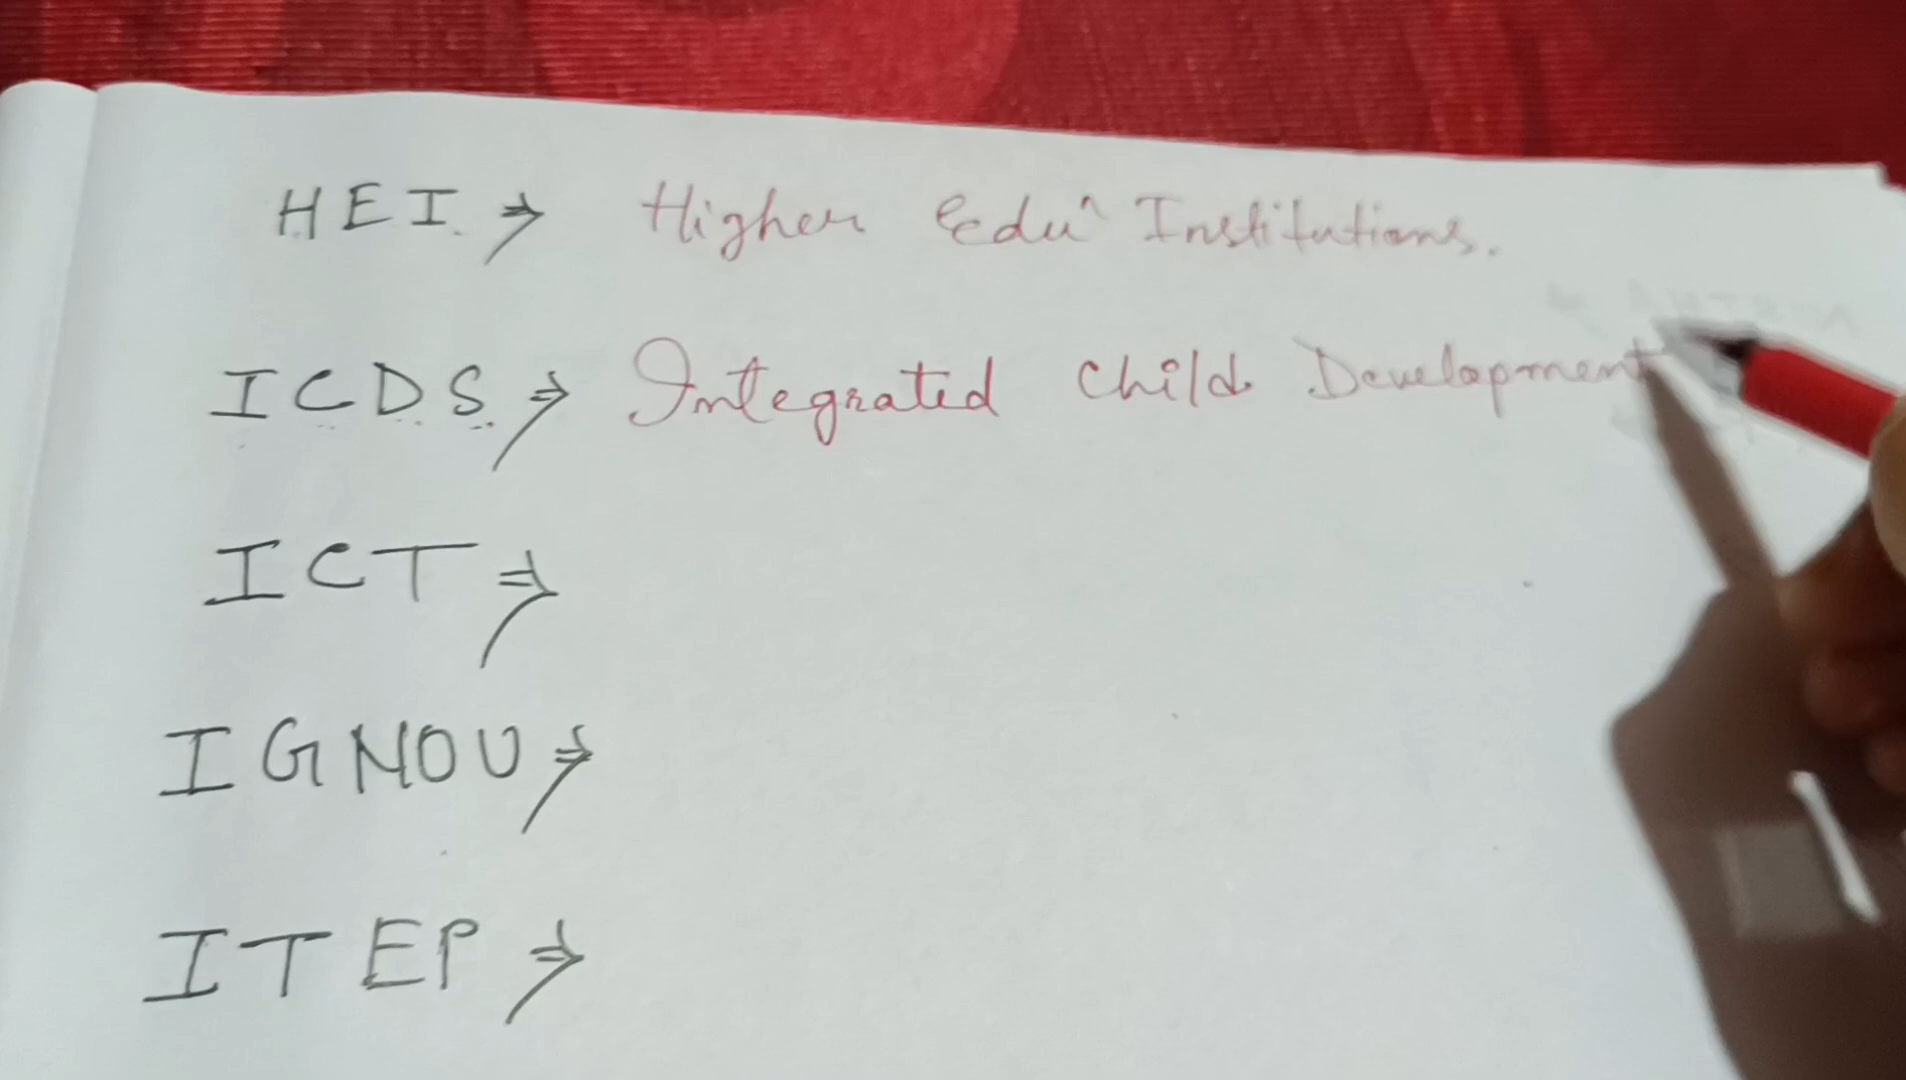 HEI ⇒ Higher Eduⁿ Institutions.
ICDS ⇒ Integrated Child Development
ICT ⇒
IGNOU ⇒
ITEP ⇒